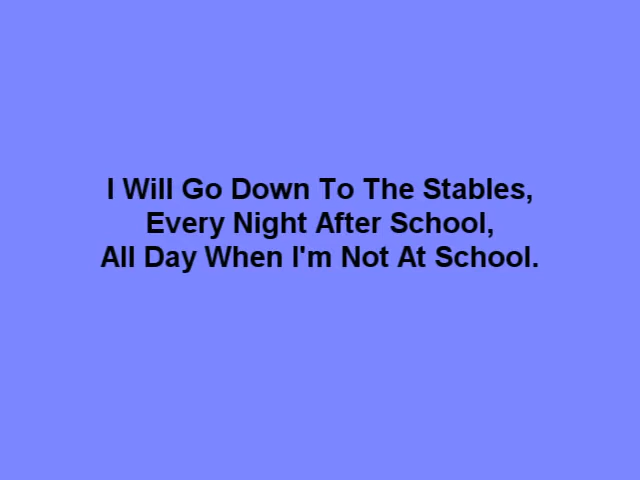 I Will Go Down To The Stables,
Every Night After School,
All Day When I'm Not At School.